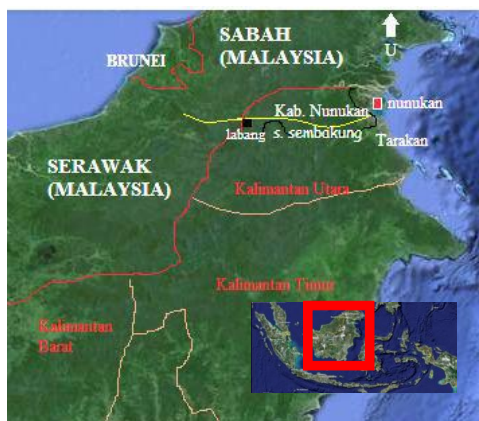 SABAH
(MALAYSIA)
U
BRUNEI
nunukan
Kab. Nunukan
labang
s. sembakung
Tarakan
SERAWAK
(MALAYSIA)
Kalimantan Utara
Kalimantan Timur
Kalimantan
Barat